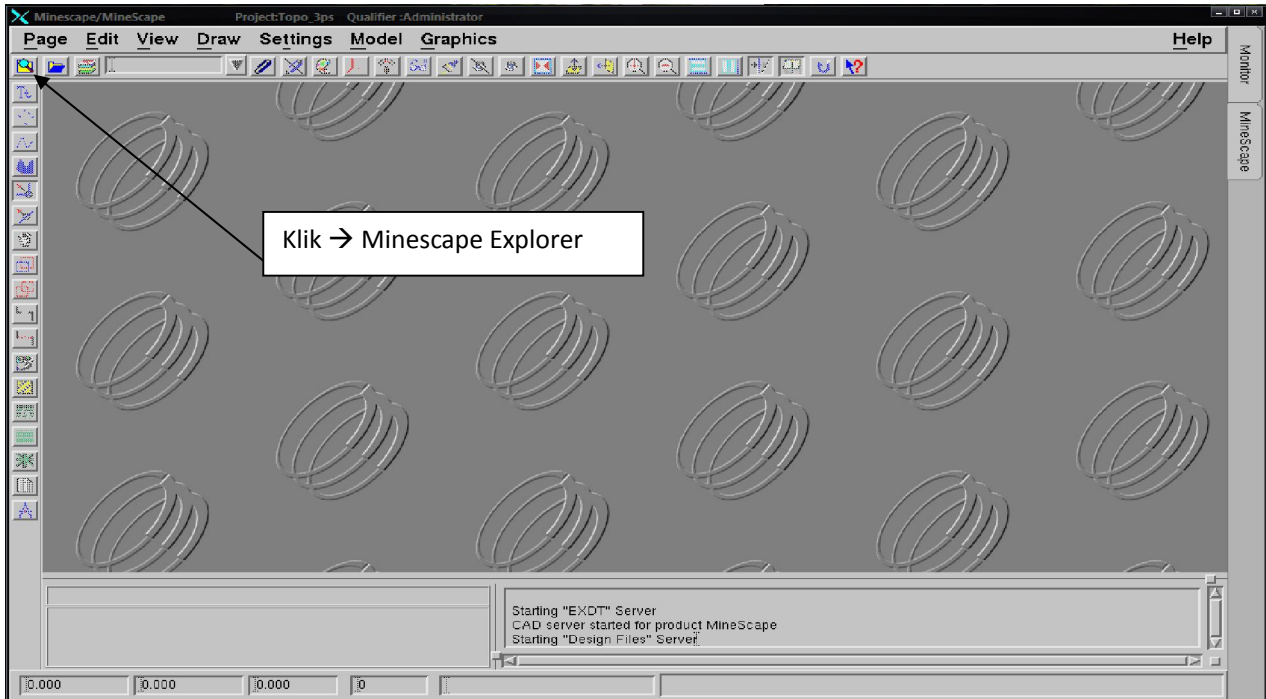 Minescape/MineScape Project:Topo_3ps Qualifier :Administrator
Page Edit View Draw Settings Model Graphics Help
Monitor
MineScape
Klik → Minescape Explorer
Starting "EXDT" Server
CAD server started for product MineScape
Starting "Design Files" Server
0.000 0.000 0.000 0